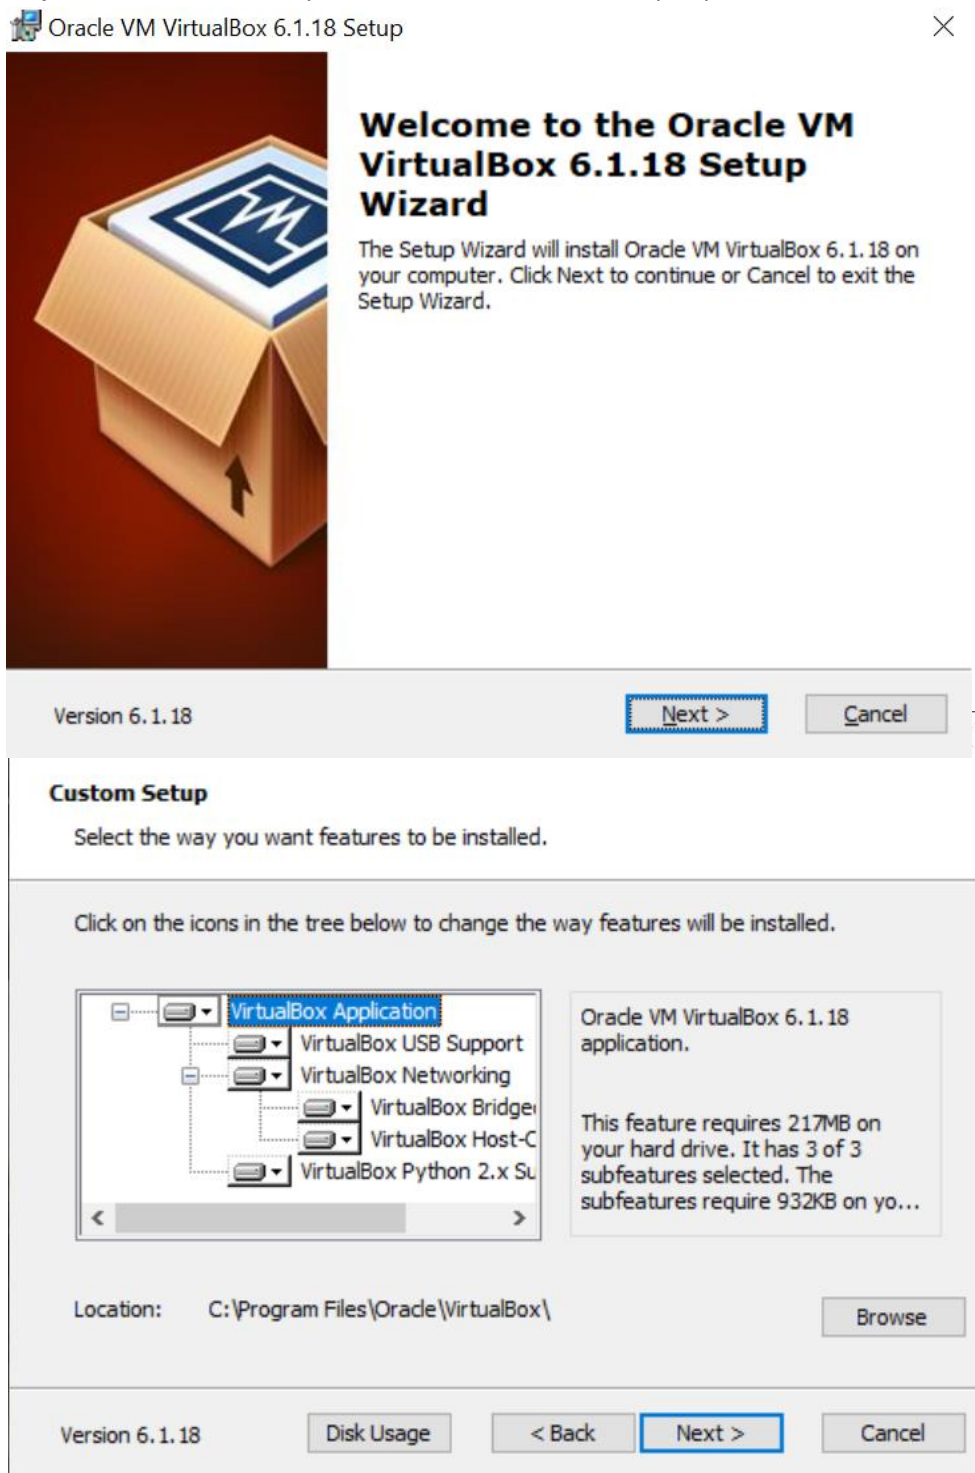 Oracle VM VirtualBox 6.1.18 Setup
Welcome to the Oracle VM
VirtualBox 6.1.18 Setup
Wizard
The Setup Wizard will install Oracle VM VirtualBox 6.1.18 on
your computer. Click Next to continue or Cancel to exit the
Setup Wizard.
Version 6.1.18
Next >
Cancel
Custom Setup
Select the way you want features to be installed.
Click on the icons in the tree below to change the way features will be installed.
VirtualBox Application
VirtualBox USB Support
VirtualBox Networking
VirtualBox Bridge
VirtualBox Host-
VirtualBox Python 2.x Su
Oracle VM VirtualBox 6.1.18
application.
This feature requires 217MB on
your hard drive. It has 3 of 3
subfeatures selected. The
subfeatures require 932KB on yo...
Location: C:\Program Files\Oracle\VirtualBox\
Browse
Version 6.1.18
Disk Usage
< Back
Next >
Cancel